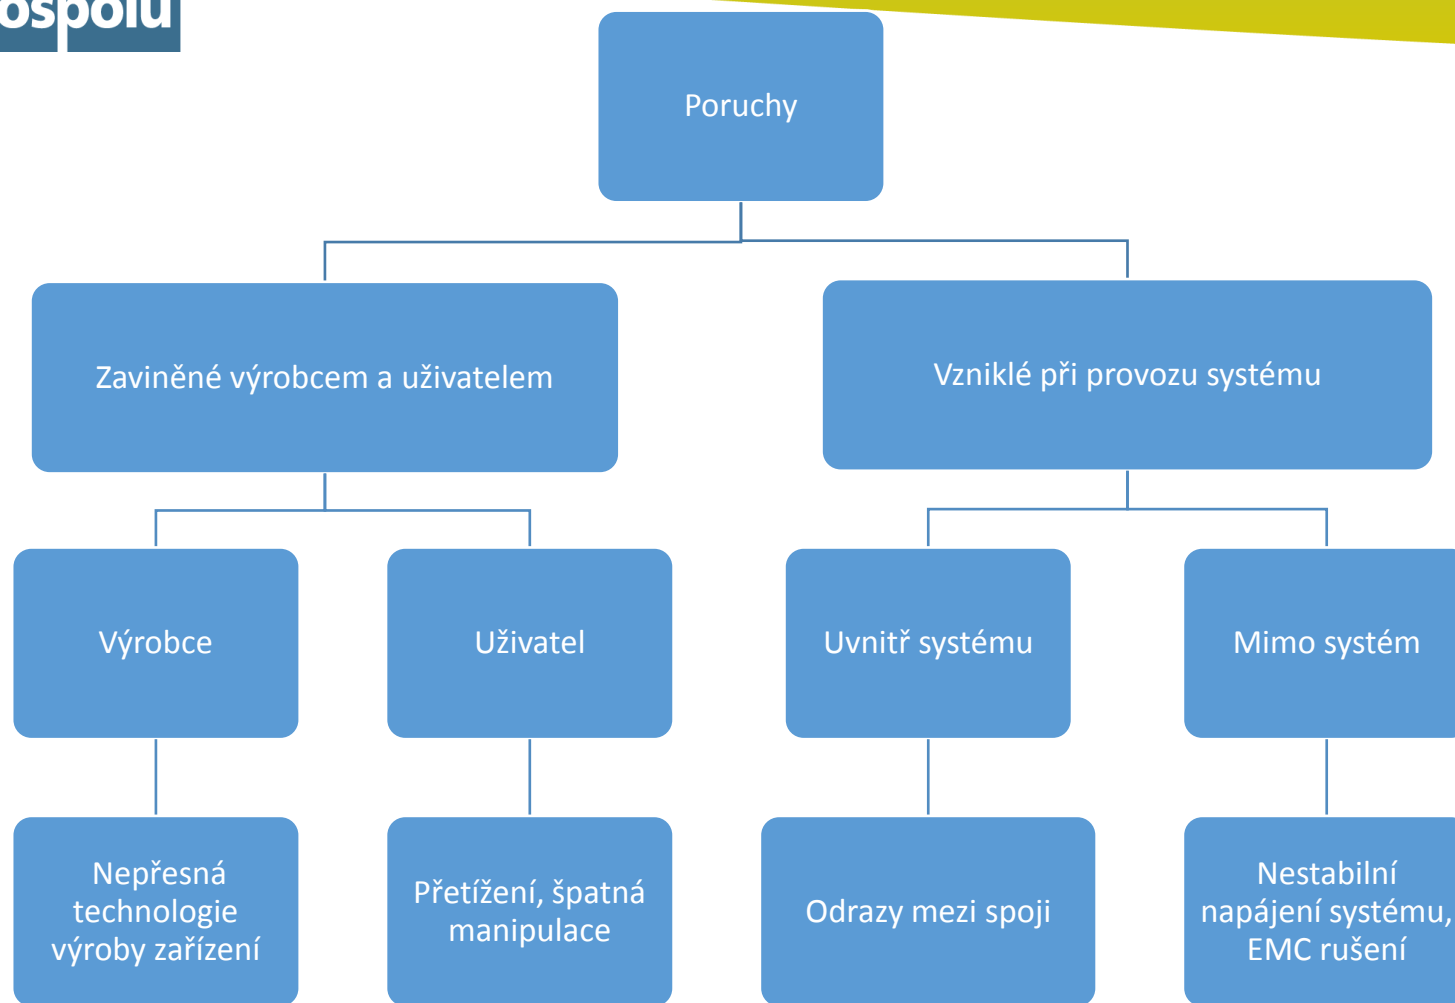 ospolu
Poruchy
Zaviněné výrobcem a uživatelem
Vzniklé při provozu systému
Výrobce
Uživatel
Uvnitř systému
Mimo systém
Nepřesná
technologie
výroby zařízení
Přetížení, špatná
manipulace
Odrazy mezi spoji
Nestabilní
napájení systému,
EMC rušení